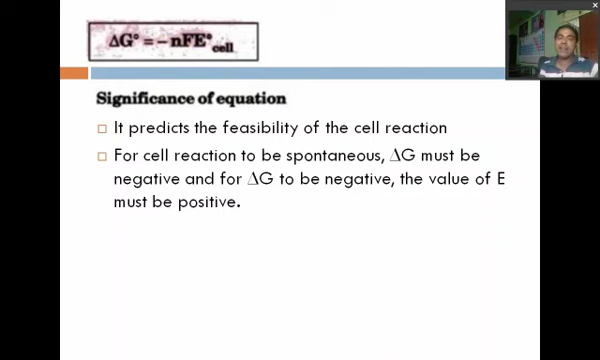 ΔG° = – nFE°cell
Significance of equation
It predicts the feasibility of the cell reaction
For cell reaction to be spontaneous, ΔG must be
negative and for ΔG to be negative, the value of E
must be positive.